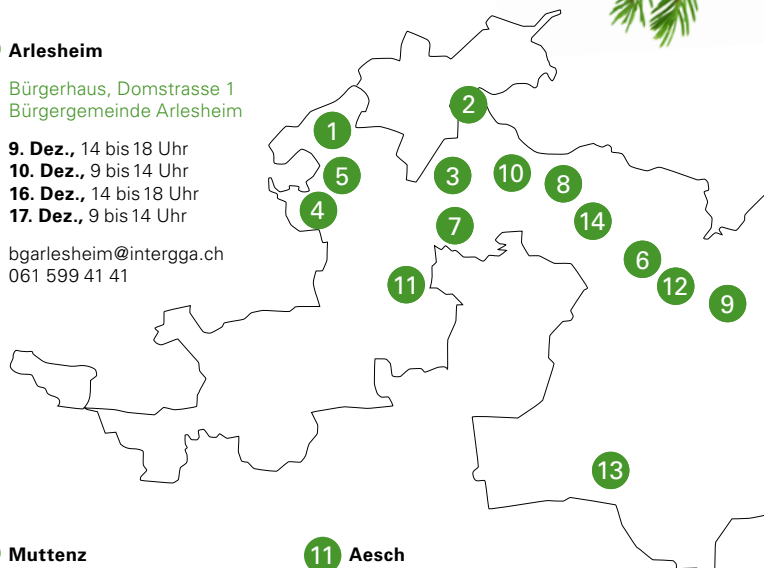 Arlesheim
Bürgerhaus, Domstrasse 1
Bürgergemeinde Arlesheim
9. Dez., 14 bis 18 Uhr
10. Dez., 9 bis 14 Uhr
16. Dez., 14 bis 18 Uhr
17. Dez., 9 bis 14 Uhr
bgarlesheim@intergga.ch
061 599 41 41
2
1
5
3
10
8
4
7
14
6
11
12
9
13
Muttenz
11 Aesch